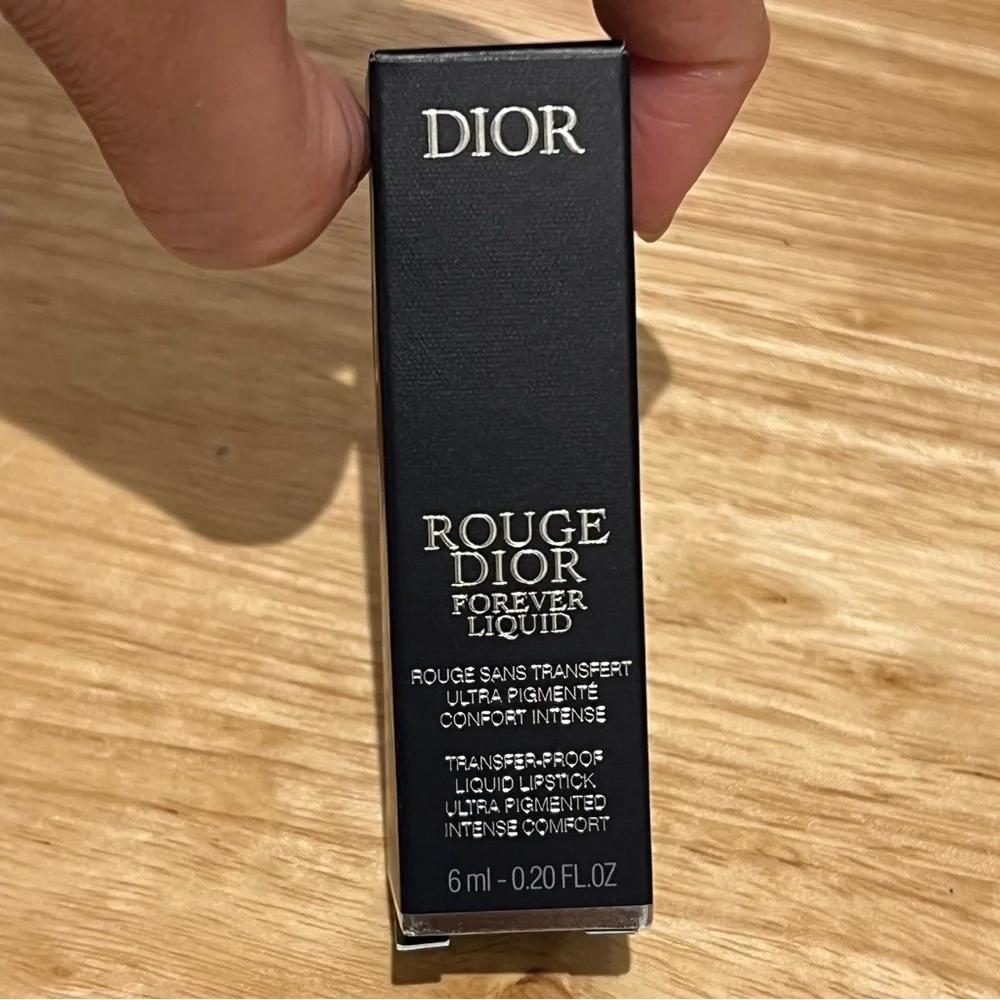 DIOR
ROUGE
DIOR
FOREVER
LIQUID
ROUGE SANS TRANSFERT
ULTRA PIGMENTÉ
CONFORT INTENSE
TRANSFER-PROOF
LIQUID LIPSTICK
ULTRA PIGMENTED
INTENSE COMFORT
6 ml - 0.20 FL.OZ